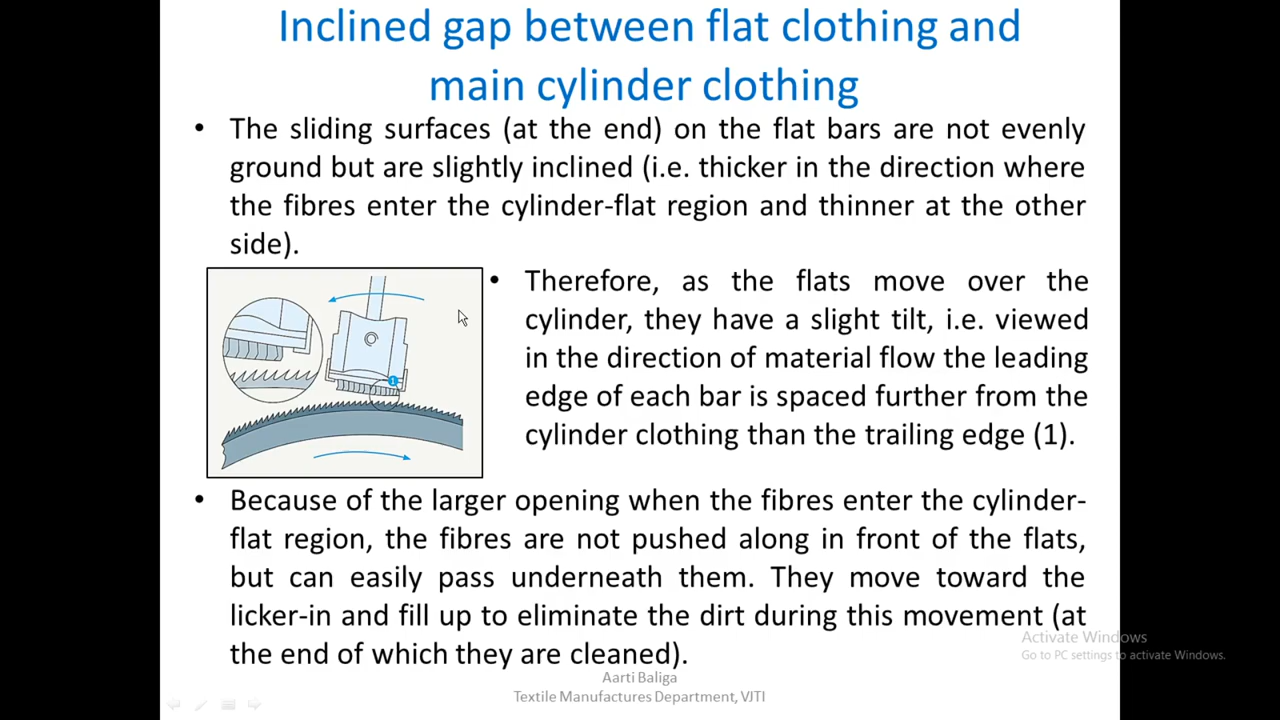 Inclined gap between flat clothing and
main cylinder clothing
• The sliding surfaces (at the end) on the flat bars are not evenly
ground but are slightly inclined (i.e. thicker in the direction where
the fibres enter the cylinder-flat region and thinner at the other
side).
• Therefore, as the flats move over the
cylinder, they have a slight tilt, i.e. viewed
in the direction of material flow the leading
edge of each bar is spaced further from the
cylinder clothing than the trailing edge (1).
1
• Because of the larger opening when the fibres enter the cylinder-
flat region, the fibres are not pushed along in front of the flats,
but can easily pass underneath them. They move toward the
licker-in and fill up to eliminate the dirt during this movement (at
the end of which they are cleaned).
Activate Windows
Go to PC settings to activate Windows.
Aarti Baliga
Textile Manufactures Department, VJTI